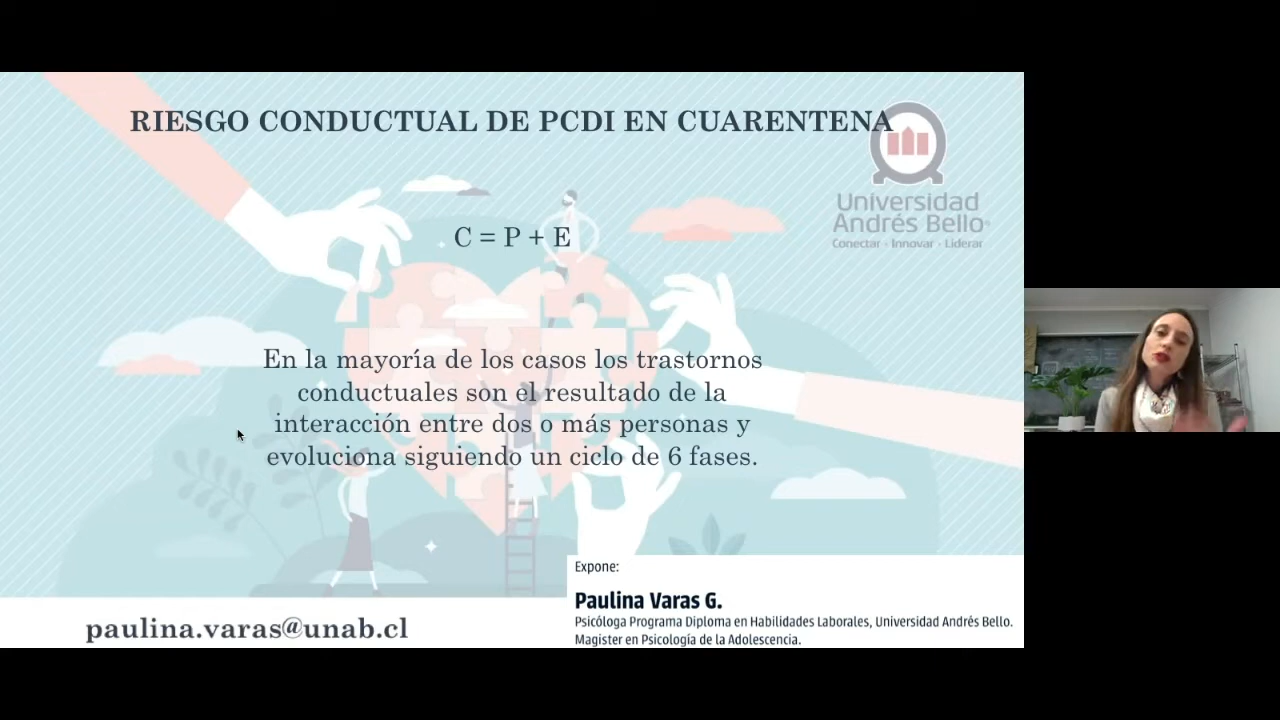 RIESGO CONDUCTUAL DE PCDI EN CUARENTENA
Universidad
Andrés Bello
Conectar · Innovar · Liderar
C = P + E
En la mayoría de los casos los trastornos
conductuales son el resultado de la
interacción entre dos o más personas y
evoluciona siguiendo un ciclo de 6 fases.
Expone:
Paulina Varas G.
Psicóloga Programa Diploma en Habilidades Laborales, Universidad Andrés Bello.
Magister en Psicología de la Adolescencia.
paulina.varas@unab.cl